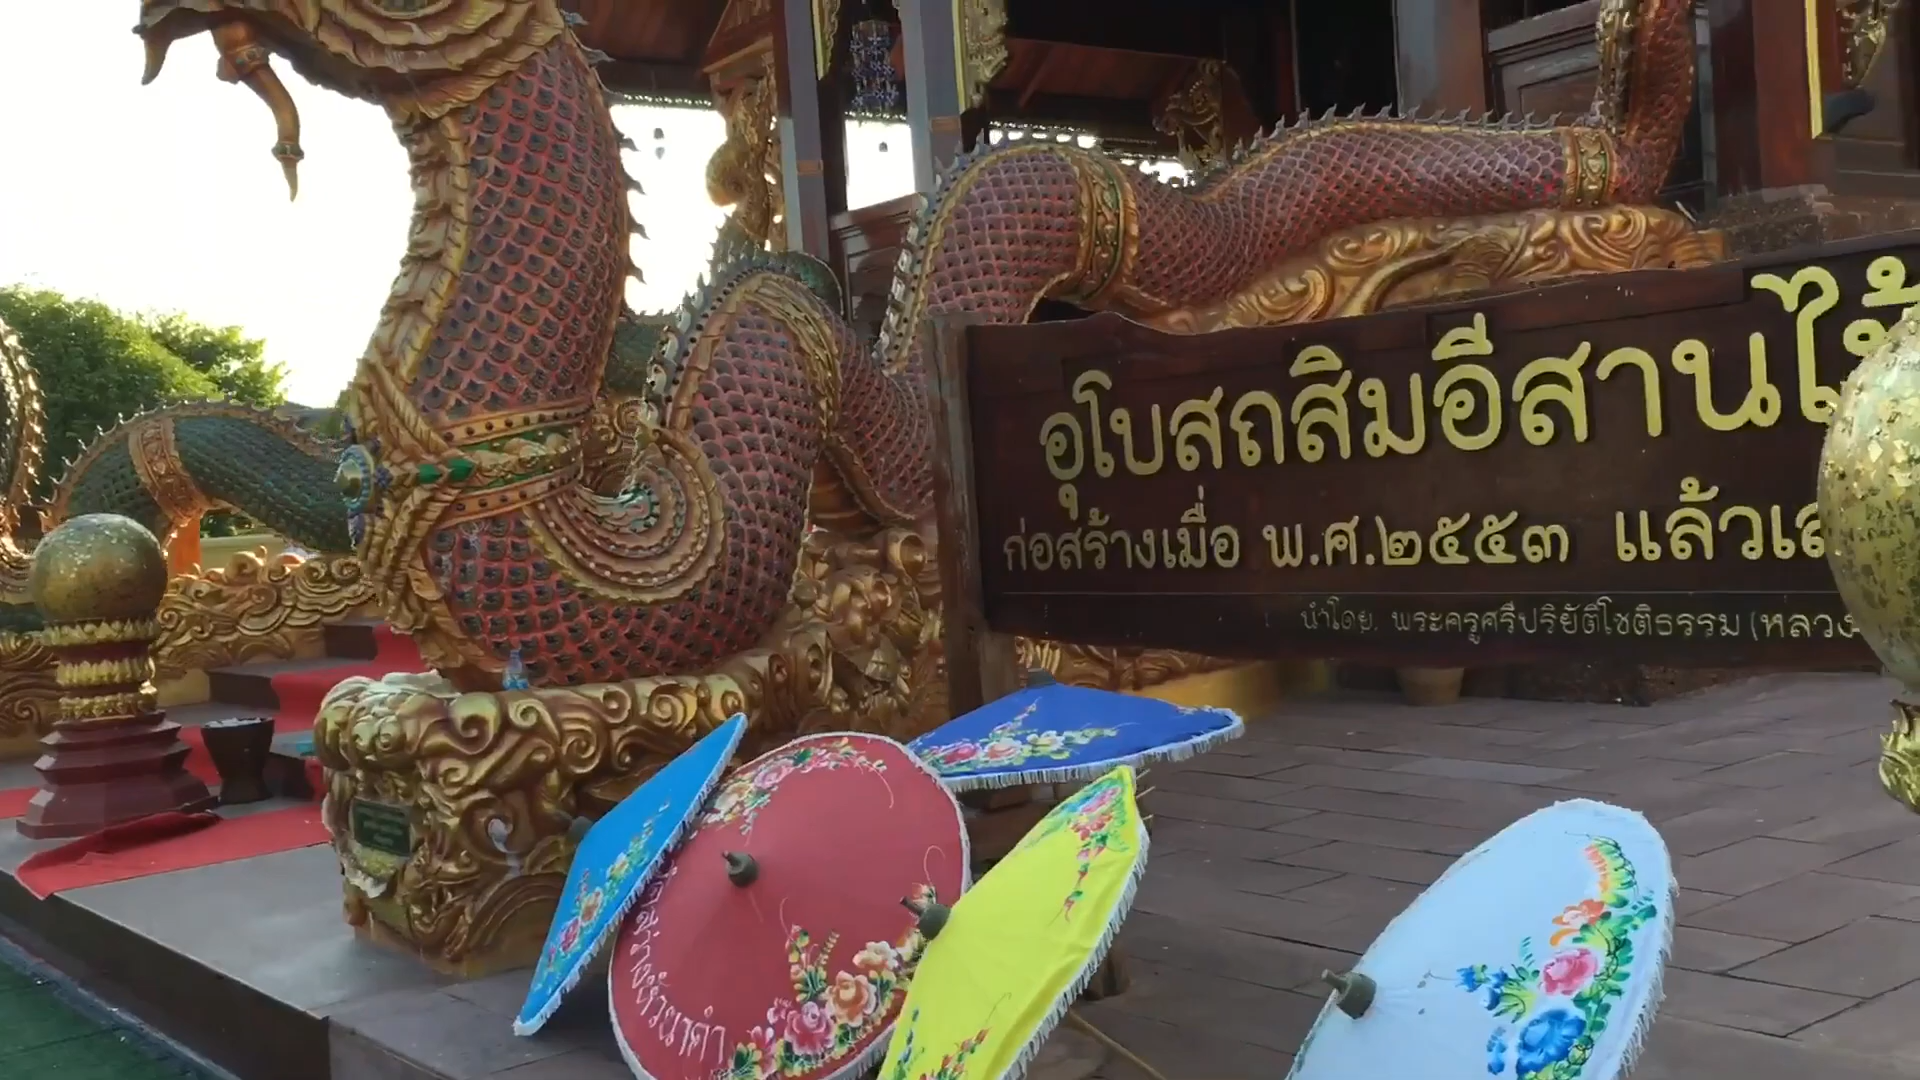 อุโบสถสิมอีสานไม้
ก่อสร้างเมื่อ พ.ศ.๒๕๕๓ แล้วเส
นำโดย. พระครูศรีปริยัติโชติธรรม (หลวง